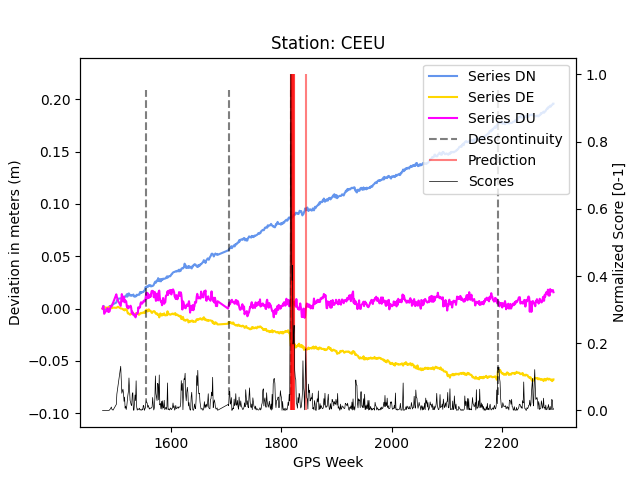 Station: CEEU
Series DN
Series DE
Series DU
Descontinuity
Prediction
Scores
Deviation in meters (m)
0.20
0.15
0.10
0.05
0.00
−0.05
−0.10
1.0
0.8
0.6
0.4
0.2
0.0
Normalized Score [0-1]
1600
1800
2000
2200
GPS Week